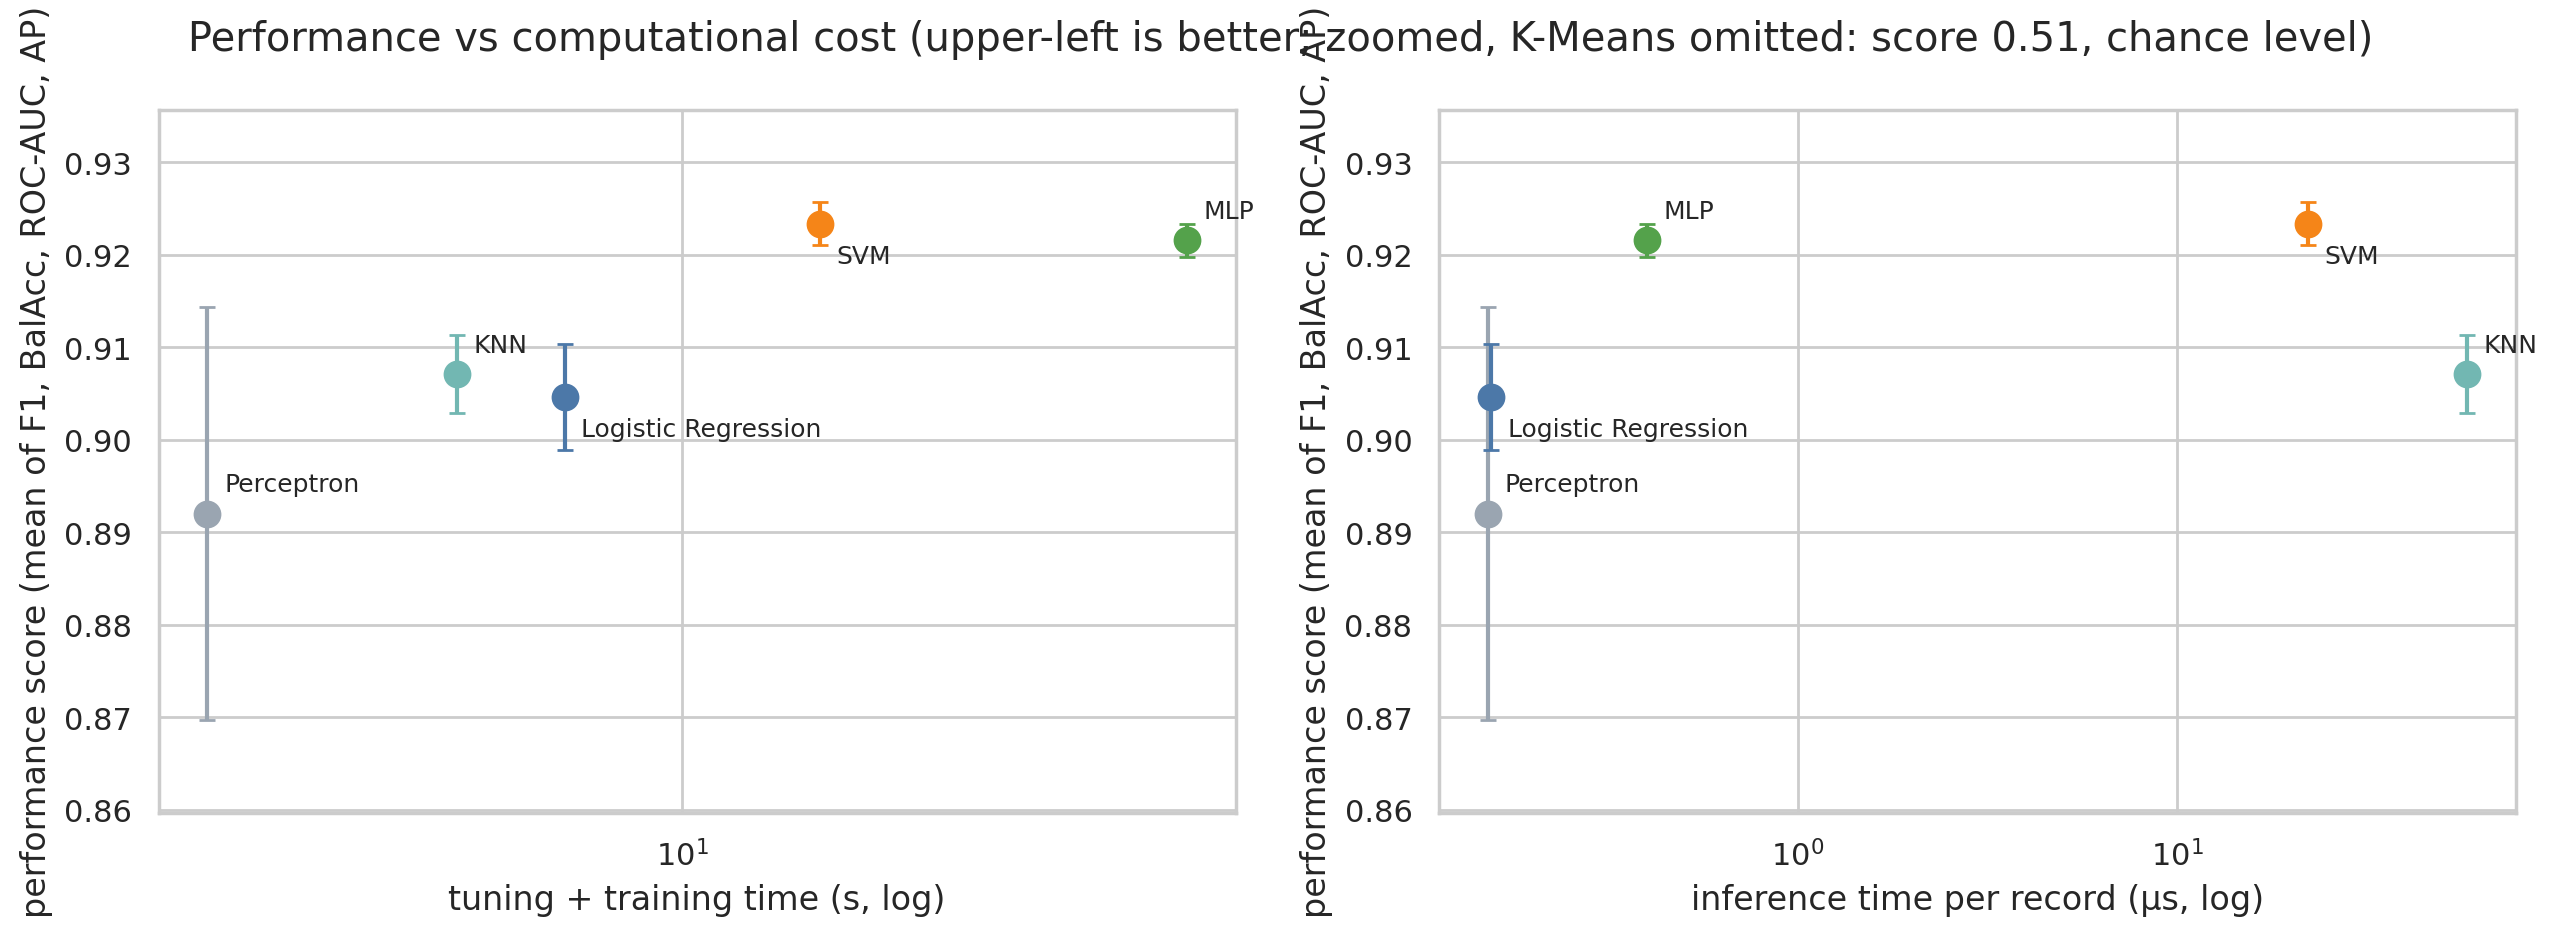 Performance vs computational cost (upper-left is better; zoomed, K-Means omitted: score 0.51, chance level)
performance score (mean of F1, BalAcc, ROC-AUC, AP)
0.93
0.92
0.91
0.90
0.89
0.88
0.87
0.86
MLP
SVM
KNN
Logistic Regression
Perceptron
10¹
tuning + training time (s, log)
performance score (mean of F1, BalAcc, ROC-AUC, AP)
0.93
0.92
0.91
0.90
0.89
0.88
0.87
0.86
MLP
SVM
KNN
Logistic Regression
Perceptron
10⁰ 10¹
inference time per record (µs, log)